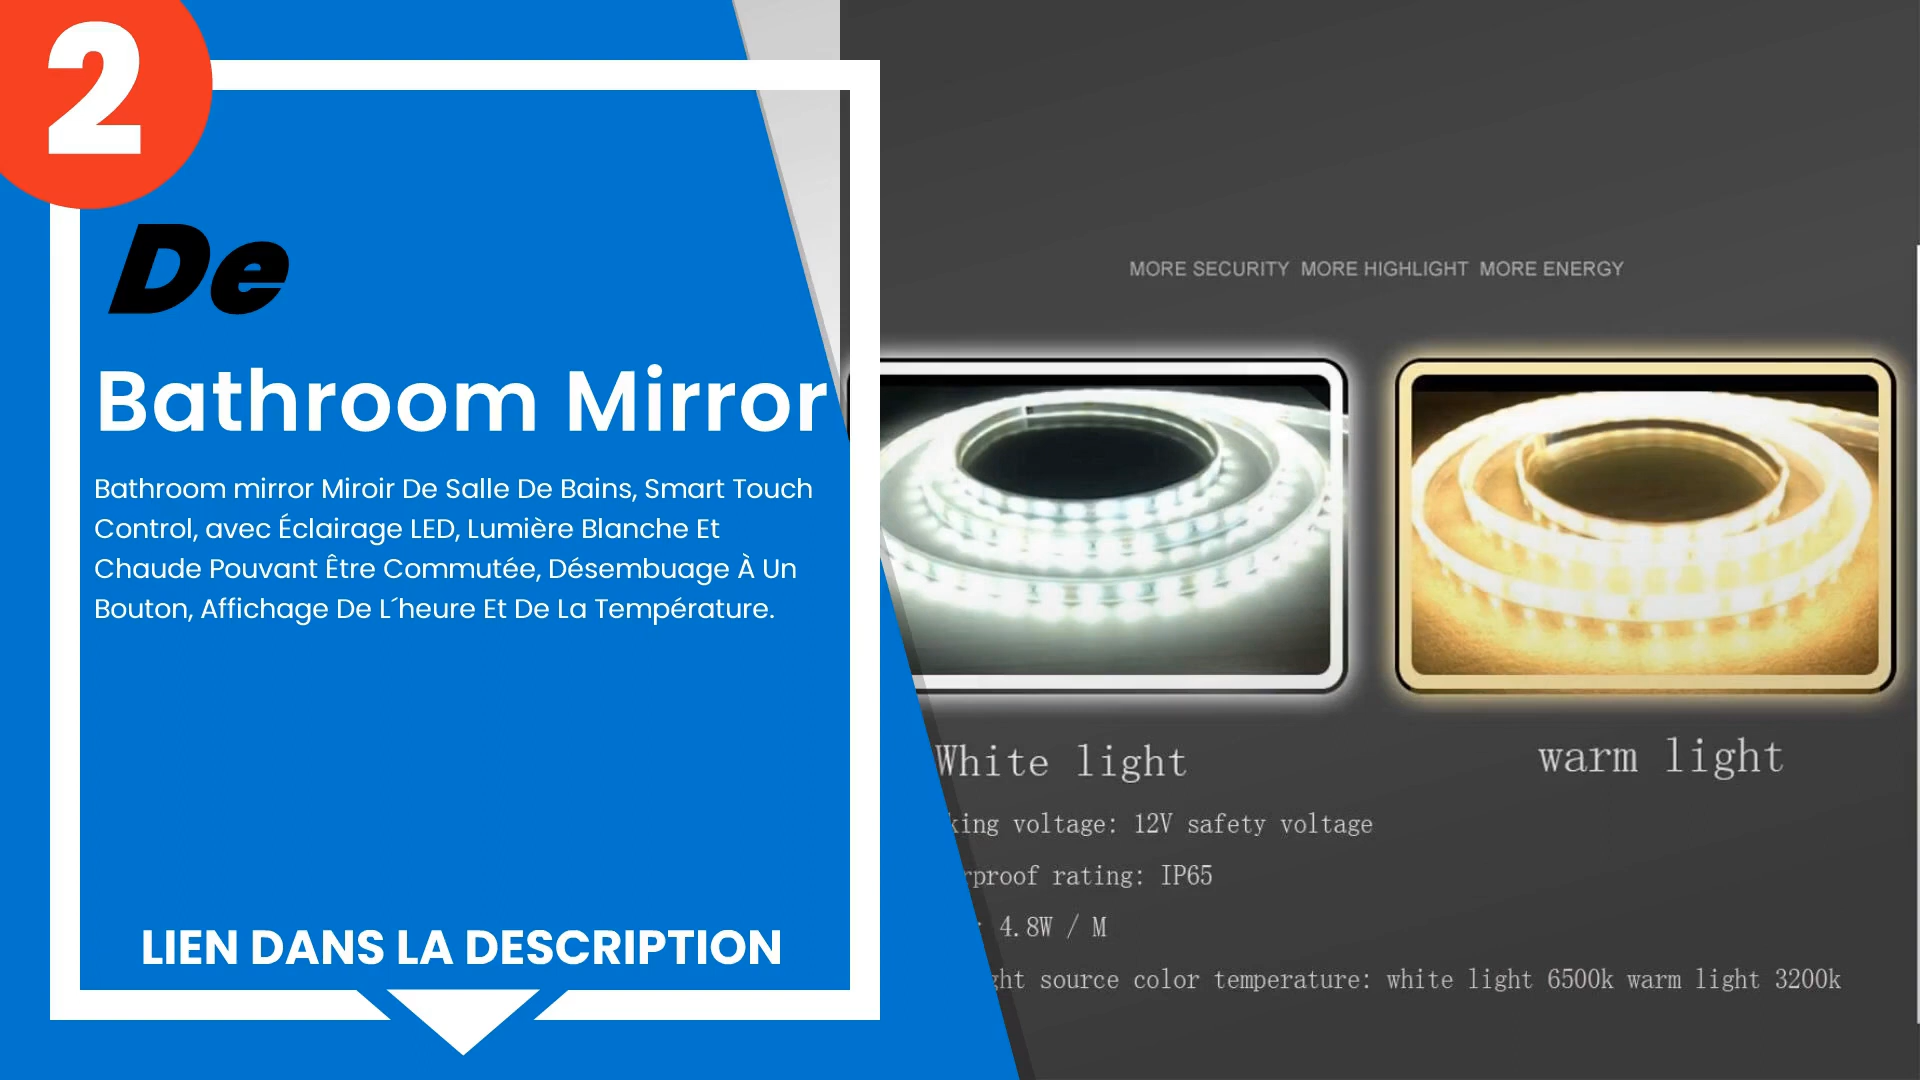 2
De
Bathroom Mirror
Bathroom mirror Miroir De Salle De Bains, Smart Touch
Control, avec Éclairage LED, Lumière Blanche Et
Chaude Pouvant Être Commutée, Désembuage À Un
Bouton, Affichage De L´heure Et De La Température.
LIEN DANS LA DESCRIPTION
MORE SECURITY MORE HIGHLIGHT MORE ENERGY
White light
warm light
voltage: 12V safety voltage
rating: IP65
4.8W / M
source color temperature: white light 6500k warm light 3200k